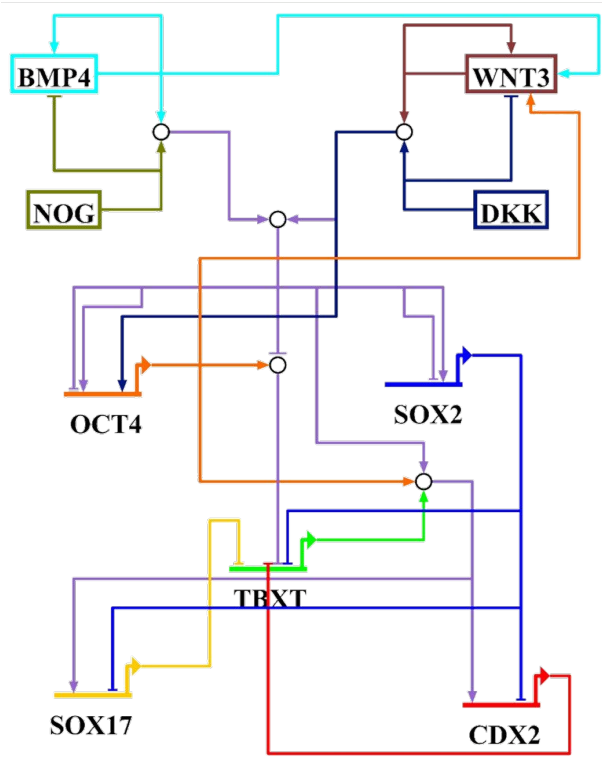 BMP4
WNT3
NOG
DKK
OCT4
SOX2
TBXT
SOX17
CDX2